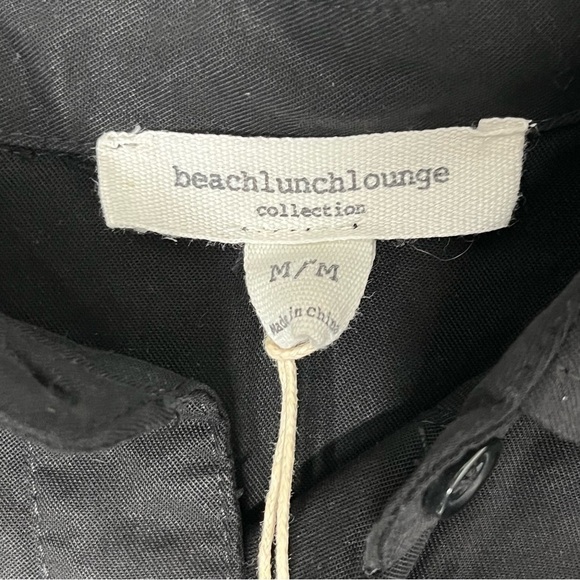 beachlunchlounge
collection
M/M
Made in China